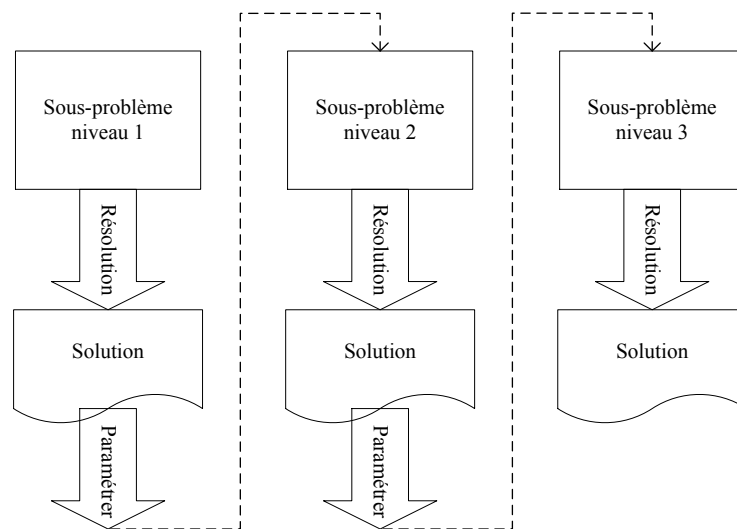 Sous-problème
niveau 1
Résolution
Solution
Paramétrer
Sous-problème
niveau 2
Résolution
Solution
Paramétrer
Sous-problème
niveau 3
Résolution
Solution